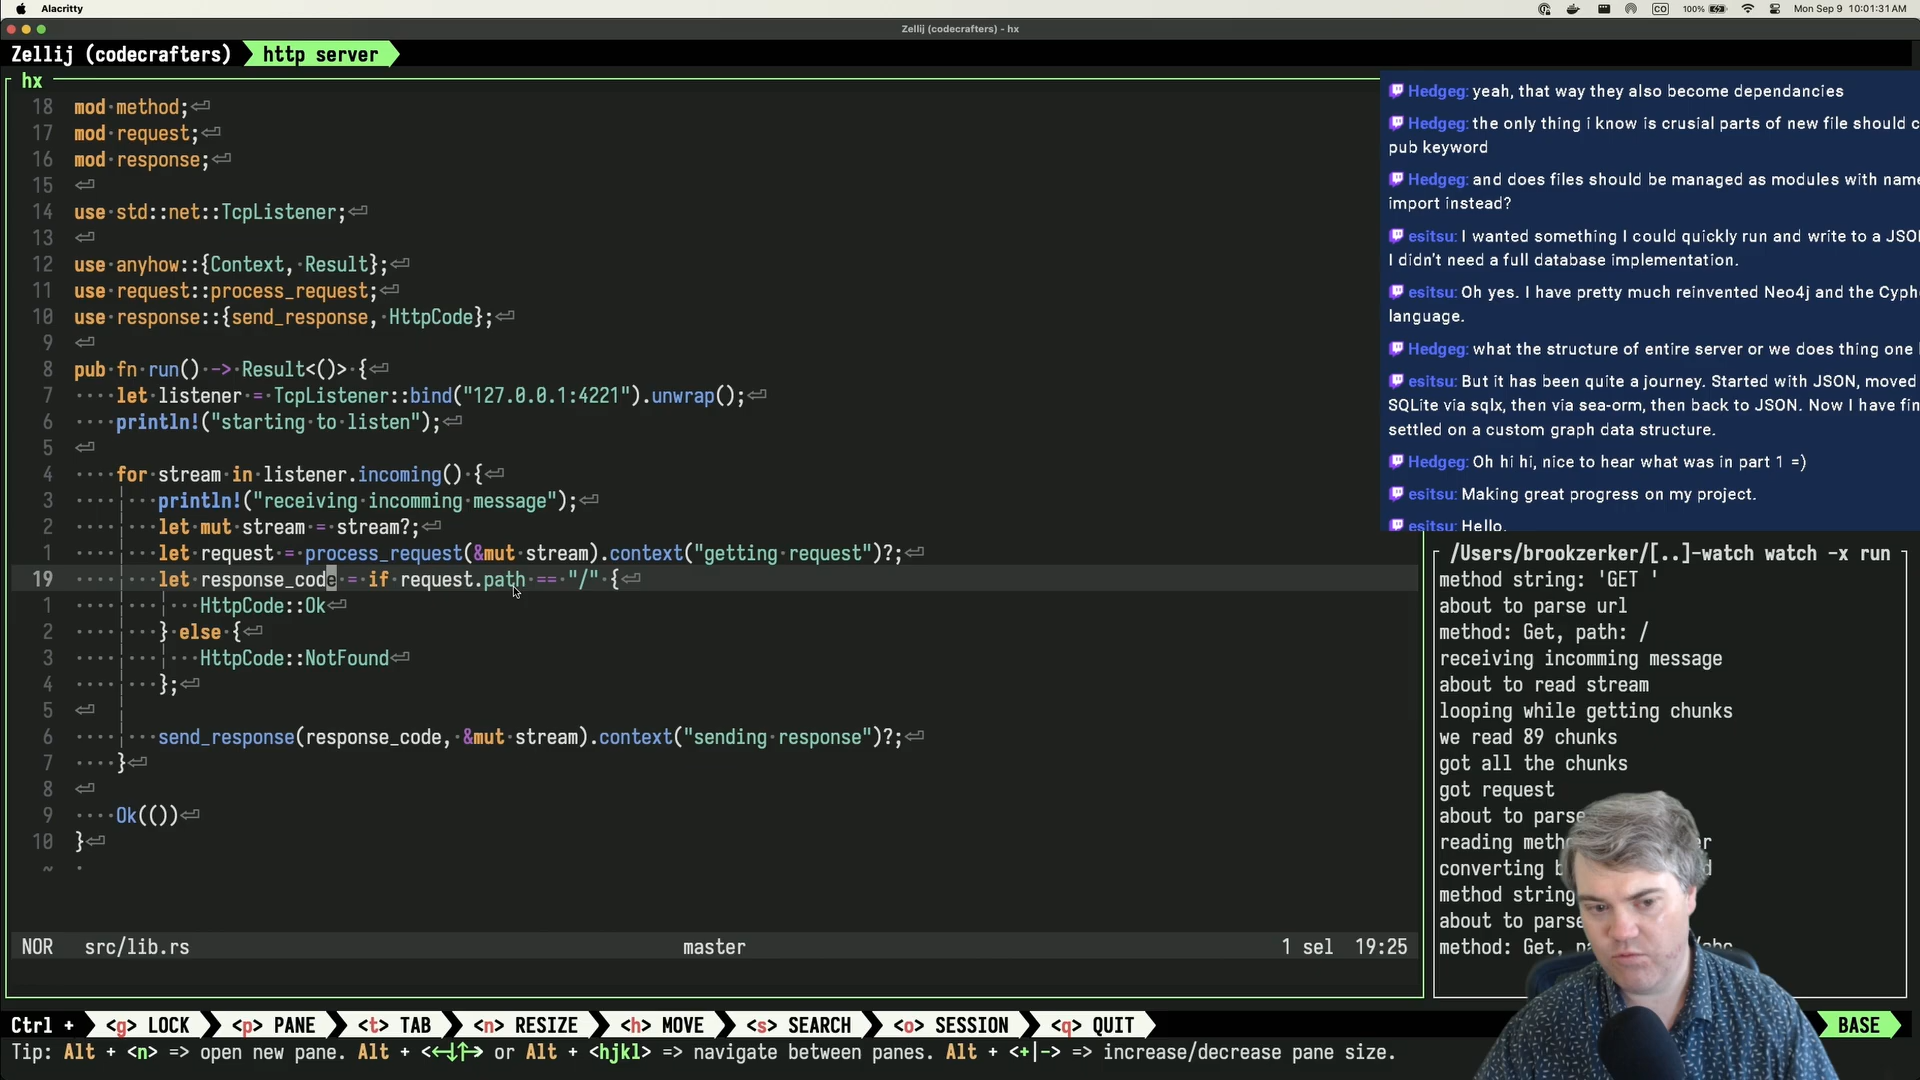 Alacritty
CO 100% Mon Sep 9 10:01:31 AM
Zellij (codecrafters) - hx
Zellij (codecrafters) http server
hx
18 mod method;
17 mod request;
16 mod response;
15
14 use std::net::TcpListener;
13
12 use anyhow::{Context, Result};
11 use request::process_request;
10 use response::{send_response, HttpCode};
9
8 pub fn run() -> Result<()> {
7 let listener = TcpListener::bind("127.0.0.1:4221").unwrap();
6 println!("starting to listen");
5
4 for stream in listener.incoming() {
3 println!("receiving incomming message");
2 let mut stream = stream?;
1 let request = process_request(&mut stream).context("getting request")?;
19 let response_code = if request.path == "/" {
1 HttpCode::Ok
2 } else {
3 HttpCode::NotFound
4 };
5
6 send_response(response_code, &mut stream).context("sending response")?;
7 }
8
9 Ok(())
10 }
~
NOR src/lib.rs master 1 sel 19:25
Hedgeg: yeah, that way they also become dependancies
Hedgeg: the only thing i know is crusial parts of new file should c
pub keyword
Hedgeg: and does files should be managed as modules with name
import instead?
esitsu: I wanted something I could quickly run and write to a JSO
I didn't need a full database implementation.
esitsu: Oh yes. I have pretty much reinvented Neo4j and the Cyph
language.
Hedgeg: what the structure of entire server or we does thing one
esitsu: But it has been quite a journey. Started with JSON, moved
SQLite via sqlx, then via sea-orm, then back to JSON. Now I have fin
settled on a custom graph data structure.
Hedgeg: Oh hi hi, nice to hear what was in part 1 =)
esitsu: Making great progress on my project.
esitsu: Hello.
/Users/brookzerker/[..]-watch watch -x run
method string: 'GET '
about to parse url
method: Get, path: /
receiving incomming message
about to read stream
looping while getting chunks
we read 89 chunks
got all the chunks
got request
about to parse
reading meth
converting b
method string
about to parse
method: Get,
Ctrl + <g> LOCK <p> PANE <t> TAB <n> RESIZE <h> MOVE <s> SEARCH <o> SESSION <q> QUIT BASE
Tip: Alt + <n> => open new pane. Alt + <←↓↑→> or Alt + <hjkl> => navigate between panes. Alt + <+|-> => increase/decrease pane size.